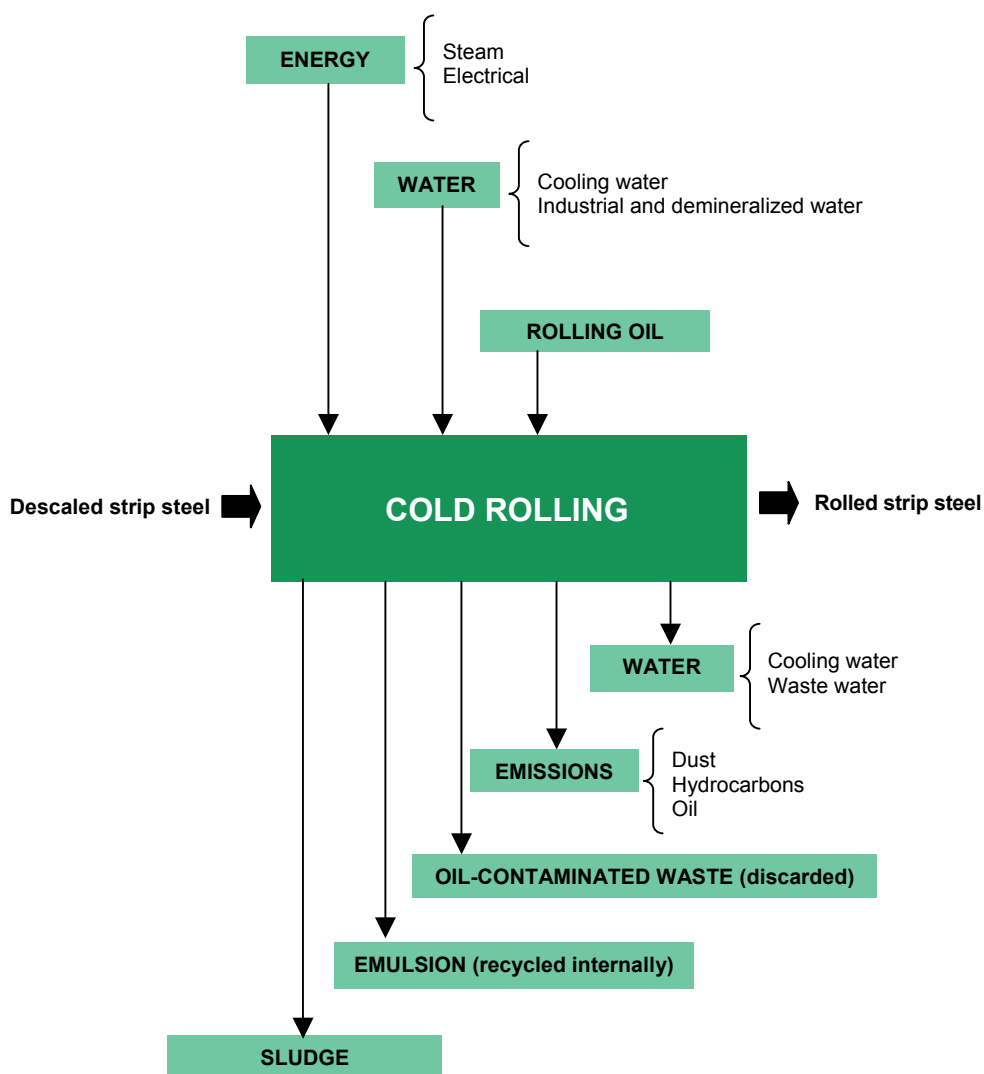 ENERGY
Steam
Electrical
WATER
Cooling water
Industrial and demineralized water
ROLLING OIL
Descaled strip steel
COLD ROLLING
Rolled strip steel
WATER
Cooling water
Waste water
EMISSIONS
Dust
Hydrocarbons
Oil
OIL-CONTAMINATED WASTE (discarded)
EMULSION (recycled internally)
SLUDGE